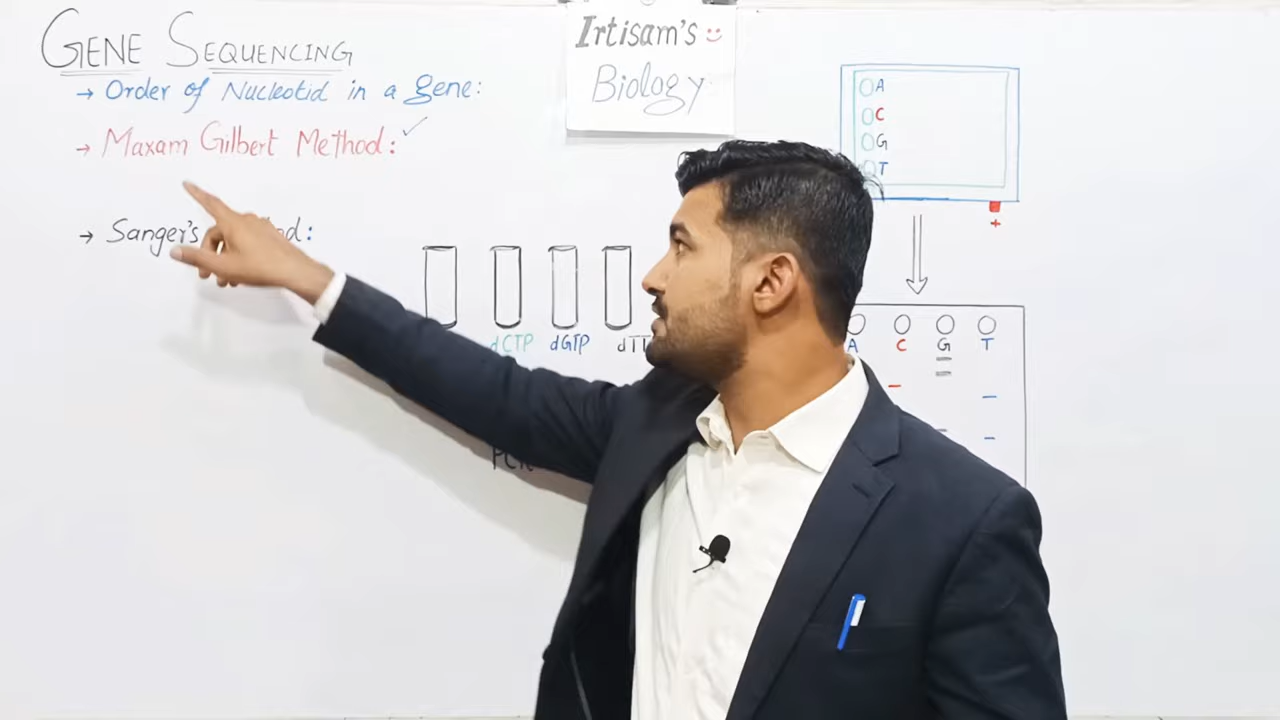 GENE SEQUENCING
→ Order of Nucleotid in a gene:
→ Maxam Gilbert Method: ✓
→ Sanger's
Irtisam's
Biology
A
C
G
T
+
dCTP dGTP
A C G T